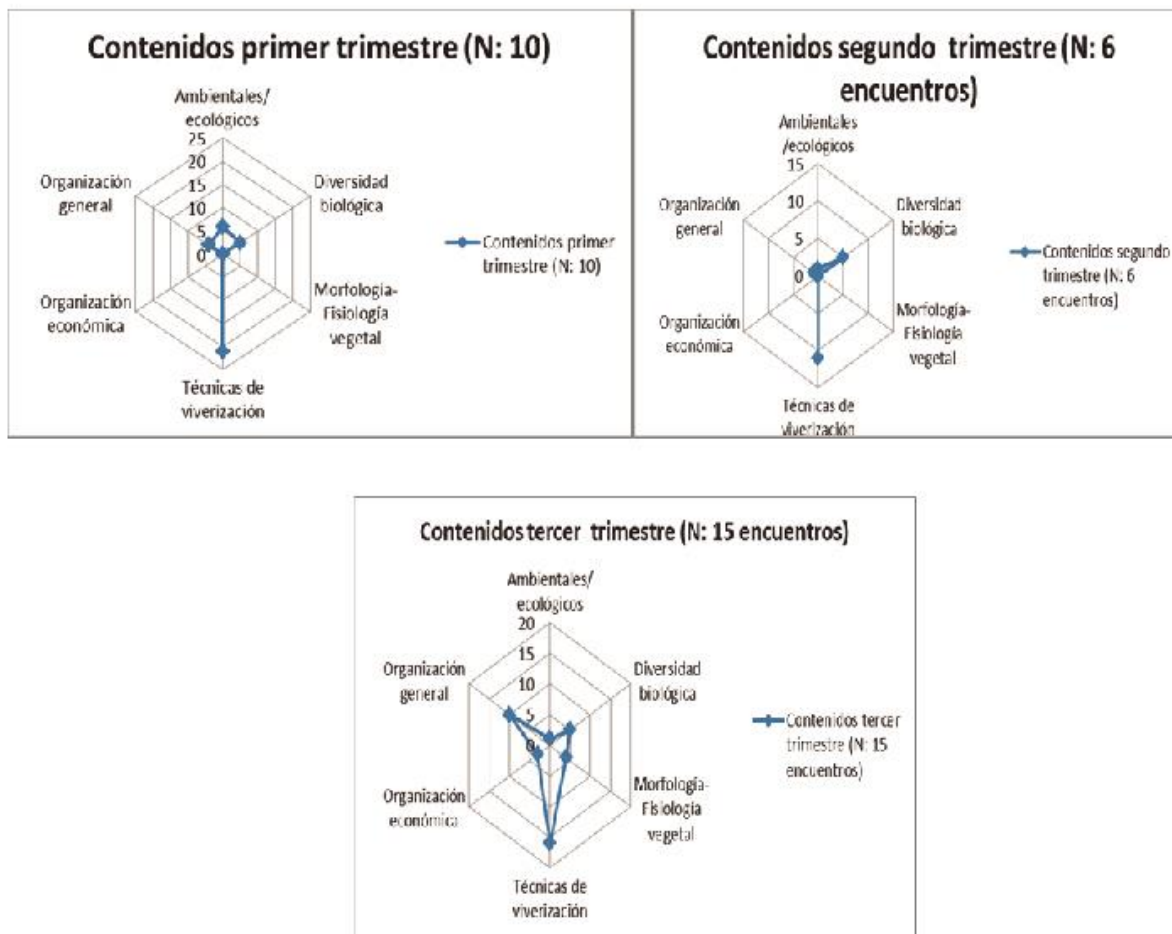 Contenidos primer trimestre (N: 10)
Ambientales/
ecológicos
25
20
15
10
5
0
Organización
general
Diversidad
biológica
Organización
económica
Morfología-
Fisiología
vegetal
Técnicas de
viverización
Contenidos primer
trimestre (N: 10)
Contenidos segundo trimestre (N: 6
encuentros)
Ambientales
/ecológicos
15
10
5
0
Organización
general
Diversidad
biológica
Organización
económica
Morfología-
Fisiología
vegetal
Técnicas de
viverización
Contenidos segundo
trimestre (N: 6
encuentros)
Contenidos tercer trimestre (N: 15 encuentros)
Ambientales/
ecológicos
20
15
10
5
0
Organización
general
Diversidad
biológica
Organización
económica
Morfología-
Fisiología
vegetal
Técnicas de
viverización
Contenidos tercer
trimestre (N: 15
encuentros)